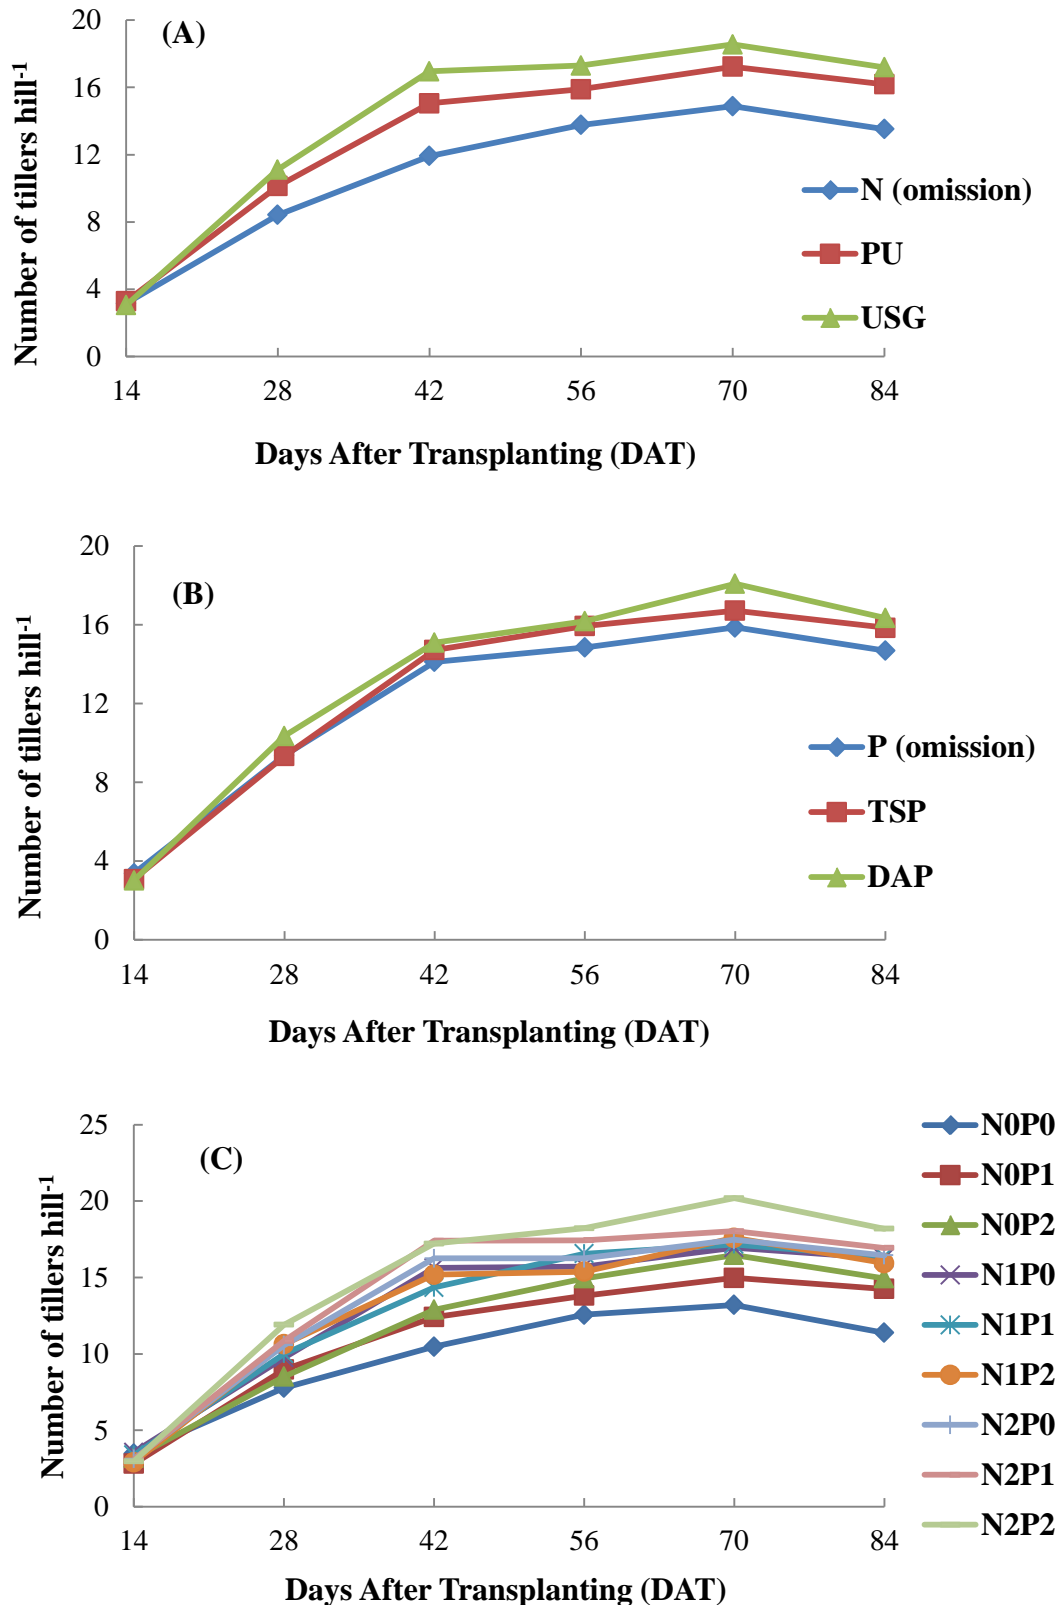 (A)
Number of tillers hill-1
20
16
12
8
4
0
14 28 42 56 70 84
Days After Transplanting (DAT)
N (omission)
PU
USG
(B)
Number of tillers hill-1
20
16
12
8
4
0
14 28 42 56 70 84
Days After Transplanting (DAT)
P (omission)
TSP
DAP
(C)
Number of tillers hill-1
25
20
15
10
5
0
14 28 42 56 70 84
Days After Transplanting (DAT)
N0P0
N0P1
N0P2
N1P0
N1P1
N1P2
N2P0
N2P1
N2P2